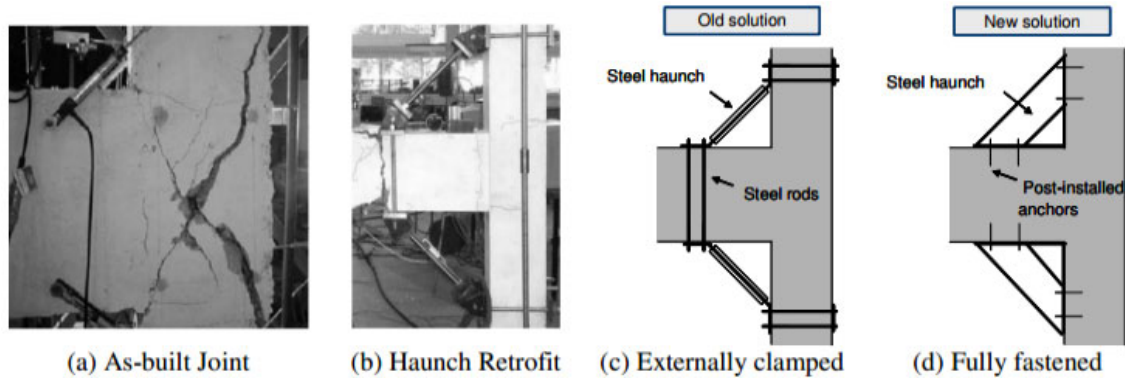 Old solution
New solution
Steel haunch
Steel haunch
Steel rods
Post-installed
anchors
(a) As-built Joint
(b) Haunch Retrofit
(c) Externally clamped
(d) Fully fastened